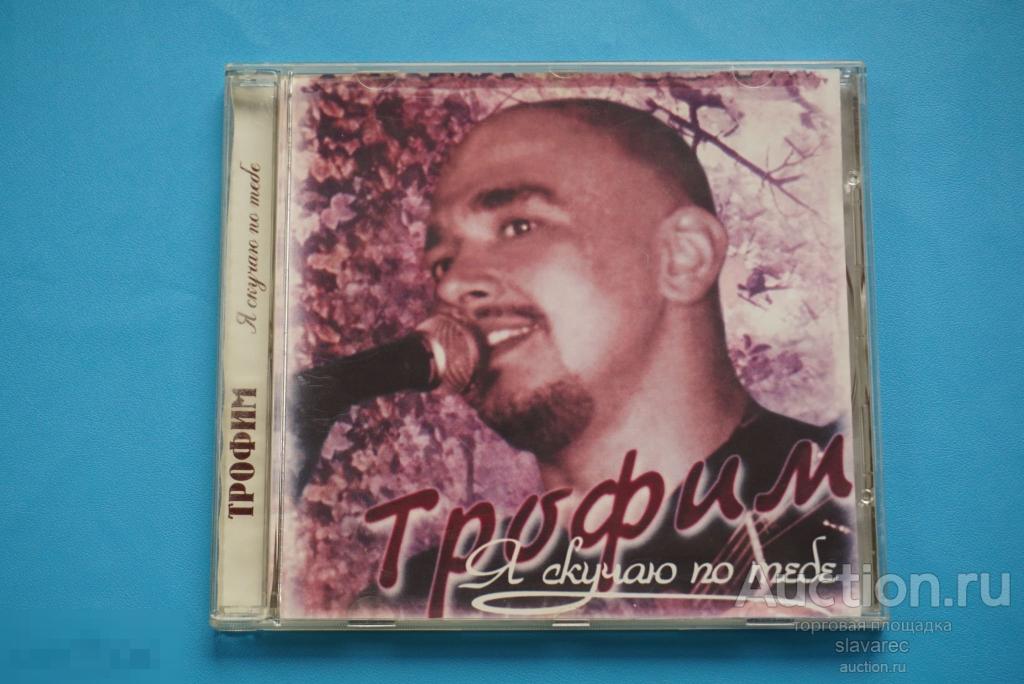 ТРОФИМ
Я скучаю по тебе
Трофим
Я скучаю по тебе
Auction.ru
торговая площадка
slavarec
auction.ru